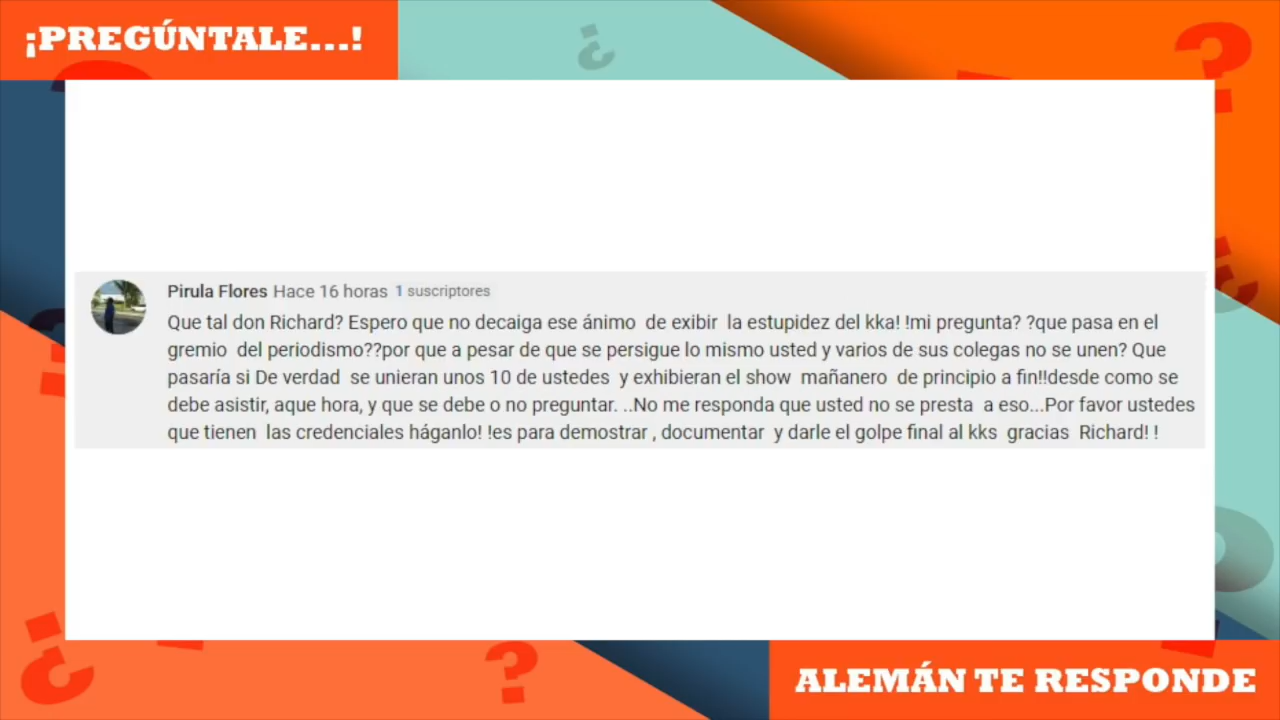 ¡PREGÚNTALE...!
Pirula Flores Hace 16 horas 1 suscriptores
Que tal don Richard? Espero que no decaiga ese ánimo de exibir la estupidez del kka! !mi pregunta? ?que pasa en el
gremio del periodismo??por que a pesar de que se persigue lo mismo usted y varios de sus colegas no se unen? Que
pasaría si De verdad se unieran unos 10 de ustedes y exhibieran el show mañanero de principio a fin!!desde como se
debe asistir, aque hora, y que se debe o no preguntar. ..No me responda que usted no se presta a eso...Por favor ustedes
que tienen las credenciales háganlo! !es para demostrar , documentar y darle el golpe final al kks gracias Richard! !
ALEMÁN TE RESPONDE